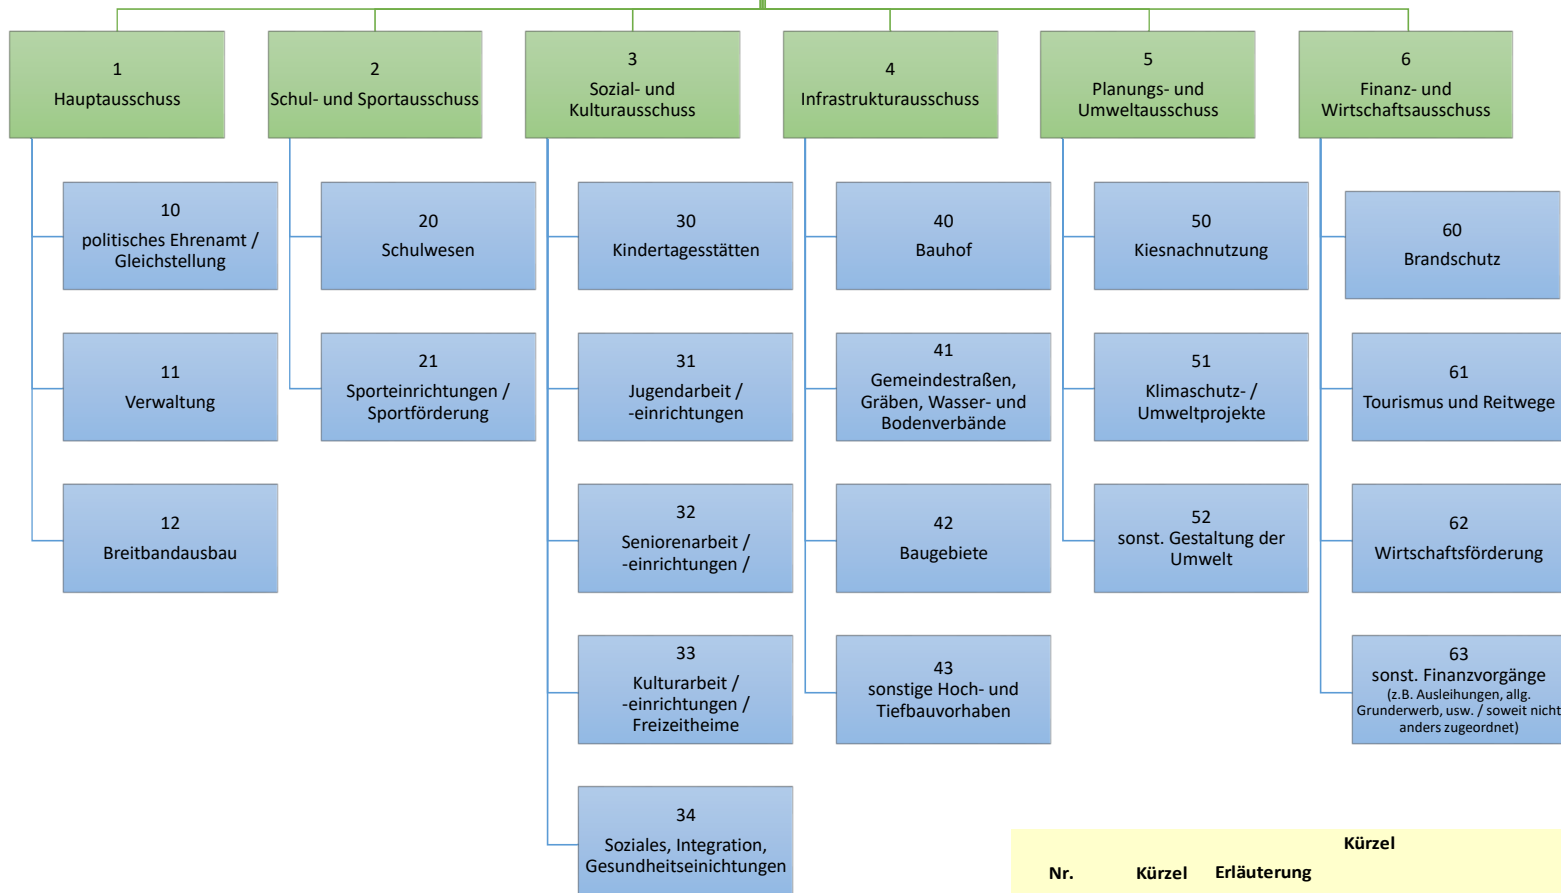 1
Hauptausschuss
10
politisches Ehrenamt /
Gleichstellung
11
Verwaltung
12
Breitbandausbau
2
Schul- und Sportausschuss
20
Schulwesen
21
Sporteinrichtungen /
Sportförderung
3
Sozial- und
Kulturausschuss
30
Kindertagesstätten
31
Jugendarbeit /
-einrichtungen
32
Seniorenarbeit /
-einrichtungen /
33
Kulturarbeit /
-einrichtungen /
Freizeitheime
34
Soziales, Integration,
Gesundheitseinichtungen
4
Infrastrukturausschuss
40
Bauhof
41
Gemeindestraßen,
Gräben, Wasser- und
Bodenverbände
42
Baugebiete
43
sonstige Hoch- und
Tiefbauvorhaben
5
Planungs- und
Umweltausschuss
50
Kiesnachnutzung
51
Klimaschutz- /
Umweltprojekte
52
sonst. Gestaltung der
Umwelt
6
Finanz- und
Wirtschaftsausschuss
60
Brandschutz
61
Tourismus und Reitwege
62
Wirtschaftsförderung
63
sonst. Finanzvorgänge
(z.B. Ausleihungen, allg.
Grunderwerb, usw. / soweit nicht
anders zugeordnet)
Kürzel
Nr. Kürzel Erläuterung